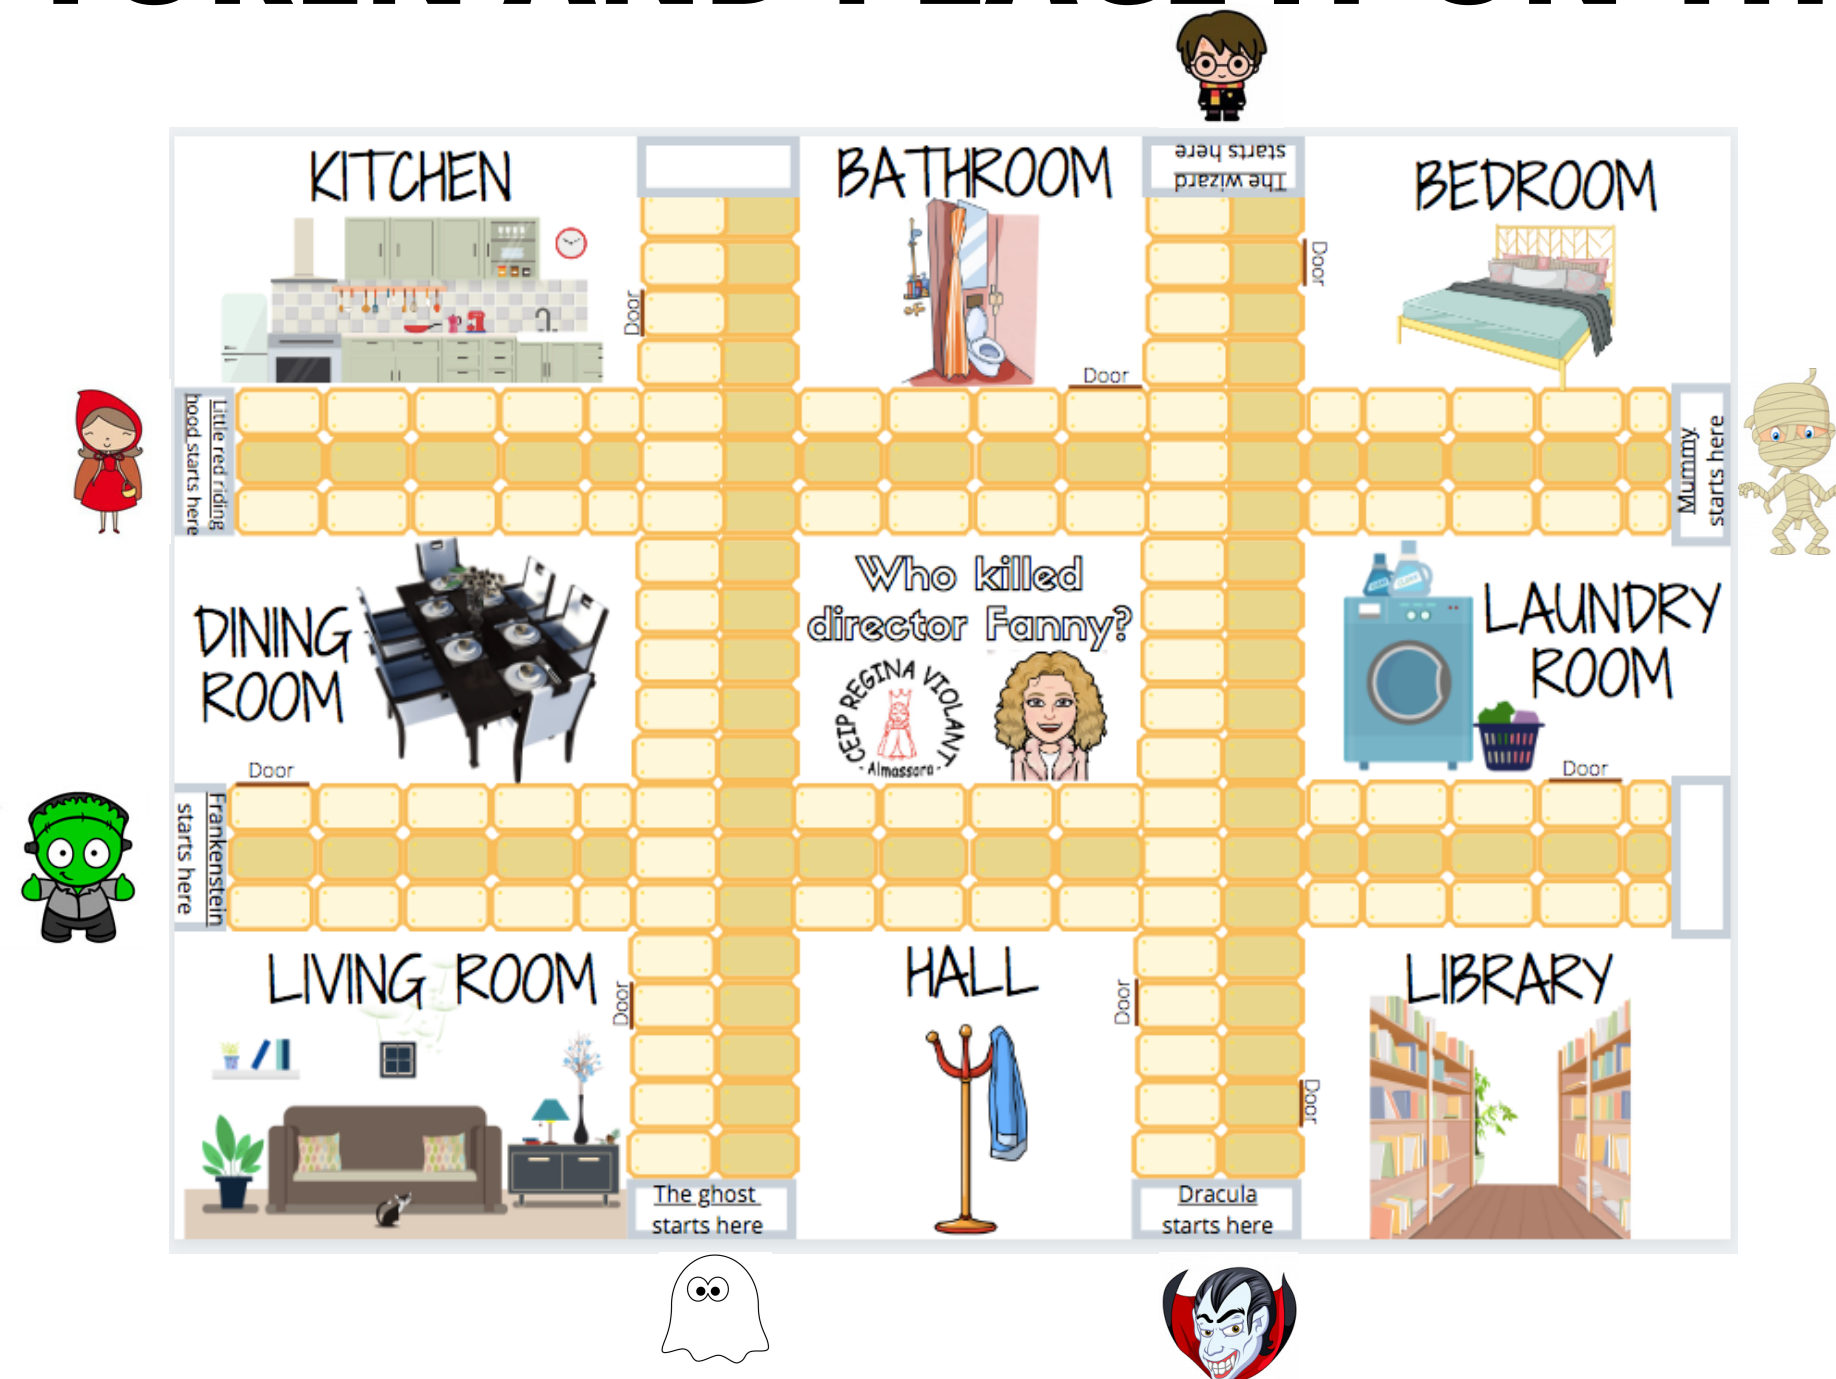 KITCHEN
BATHROOM
The wizard
starts here
BEDROOM
Door
Door
Door
Little red riding
hood starts here
Mummy
starts here
DINING
ROOM
Who killed
director Fanny?
CEIP REGINA VIOLANT
- Almassora -
LAUNDRY
ROOM
Door
Door
Frankenstein
starts here
LIVING ROOM
Door
HALL
Door
LIBRARY
Door
The ghost
starts here
Dracula
starts here